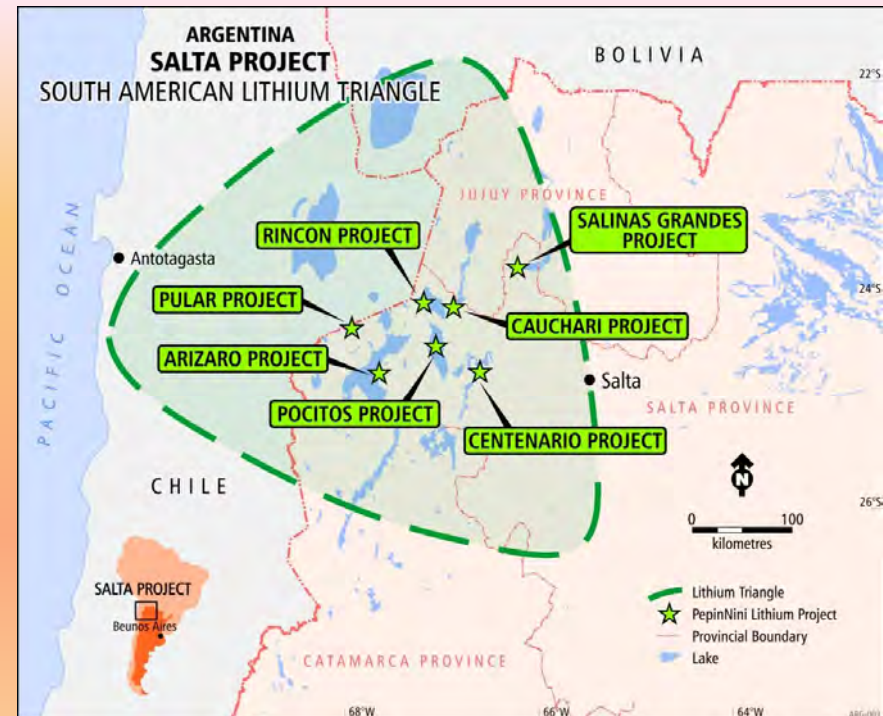 ARGENTINA
SALTA PROJECT
SOUTH AMERICAN LITHIUM TRIANGLE
BOLIVIA
22°S
JUJUY PROVINCE
SALINAS GRANDES
PROJECT
RINCON PROJECT
Antotagasta
PACIFIC OCEAN
24°S
PULAR PROJECT
CAUCHARI PROJECT
ARIZARO PROJECT
Salta
POCITOS PROJECT
SALTA PROVINCE
CENTENARIO PROJECT
CHILE
N
26°S
0 100
kilometres
SALTA PROJECT
Beunos Aires
Lithium Triangle
PepinNini Lithium Project
Provincial Boundary
Lake
CATAMARCA PROVINCE
68°W
66°W
64°W